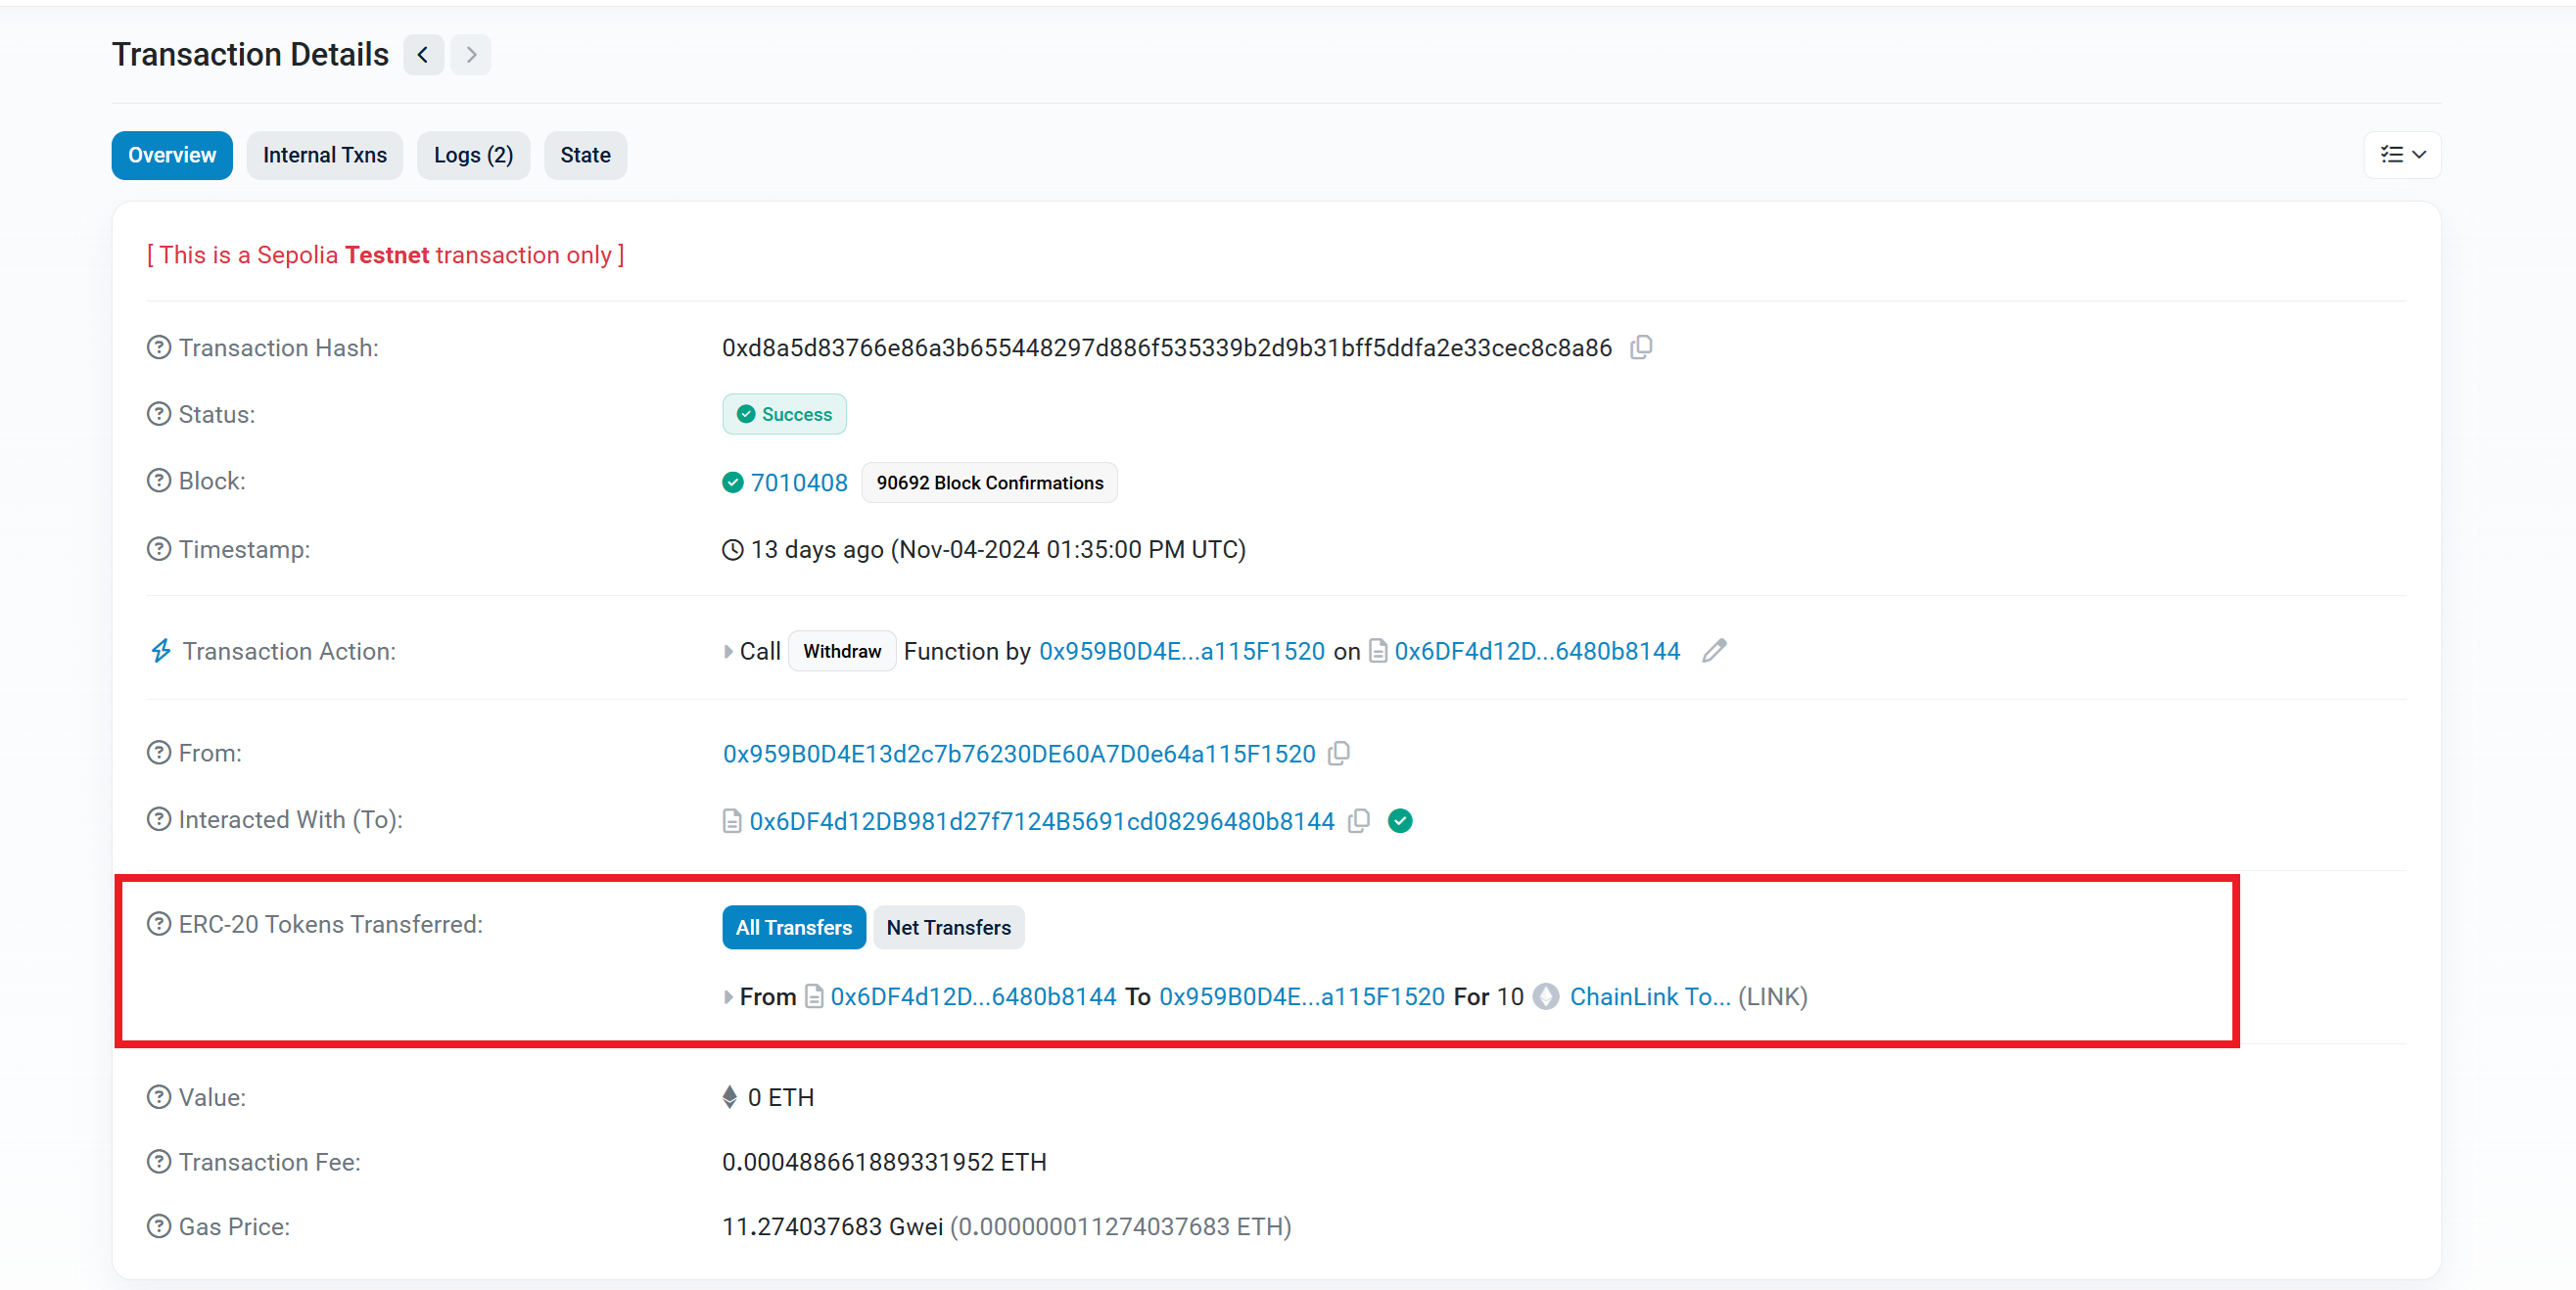 Transaction Details
Overview Internal Txns Logs (2) State
[ This is a Sepolia Testnet transaction only ]
Transaction Hash: 0xd8a5d83766e86a3b655448297d886f535339b2d9b31bff5ddfa2e33cec8c8a86
Status: Success
Block: 7010408 90692 Block Confirmations
Timestamp: 13 days ago (Nov-04-2024 01:35:00 PM UTC)
Transaction Action: Call Withdraw Function by 0x959B0D4E...a115F1520 on 0x6DF4d12D...6480b8144
From: 0x959B0D4E13d2c7b76230DE60A7D0e64a115F1520
Interacted With (To): 0x6DF4d12DB981d27f7124B5691cd08296480b8144
ERC-20 Tokens Transferred: All Transfers Net Transfers
From 0x6DF4d12D...6480b8144 To 0x959B0D4E...a115F1520 For 10 ChainLink To... (LINK)
Value: 0 ETH
Transaction Fee: 0.000488661889331952 ETH
Gas Price: 11.274037683 Gwei (0.000000011274037683 ETH)